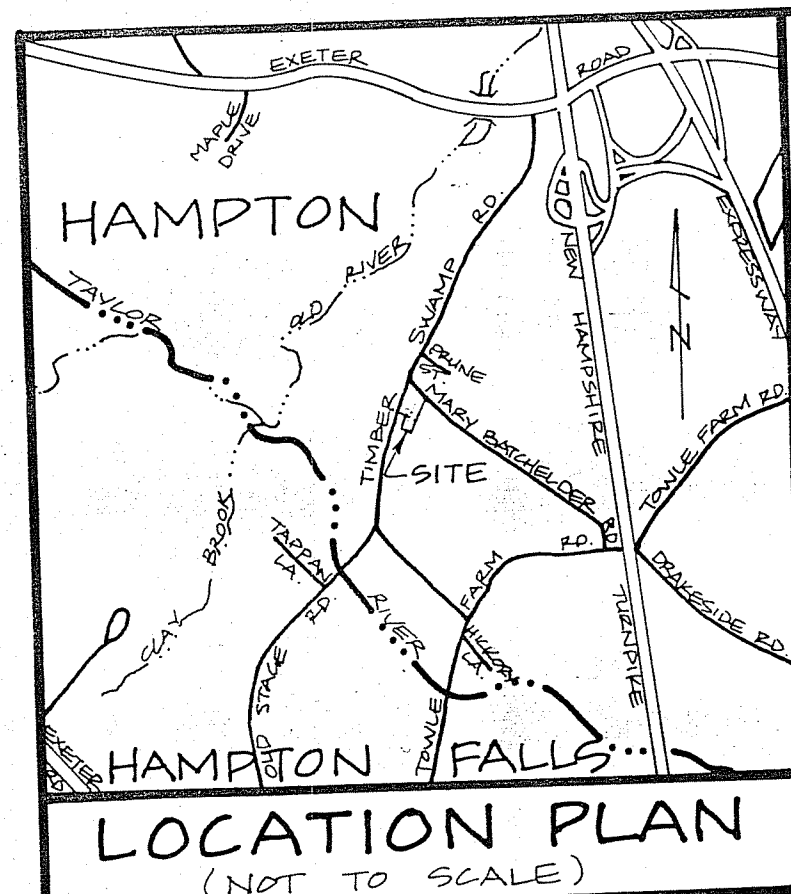 EXETER ROAD
MAPLE
DRIVE
HAMPTON
TAYLOR
OLD RIVER
TIMBER SWAMP RD.
PRUNE
ST.
NEW HAMPSHIRE TURNPIKE
EXPRESSWAY
N
MARY BATCHELDER RD
SITE
TOWLE FARM RD.
DRAKESIDE RD.
CLAY BROOK
TAPPAN
LA.
RIVER
HICKORY
LA.
TOWLE FARM RD.
OLD STAGE RD.
EXETER
RD
HAMPTON FALLS
LOCATION PLAN
(NOT TO SCALE)